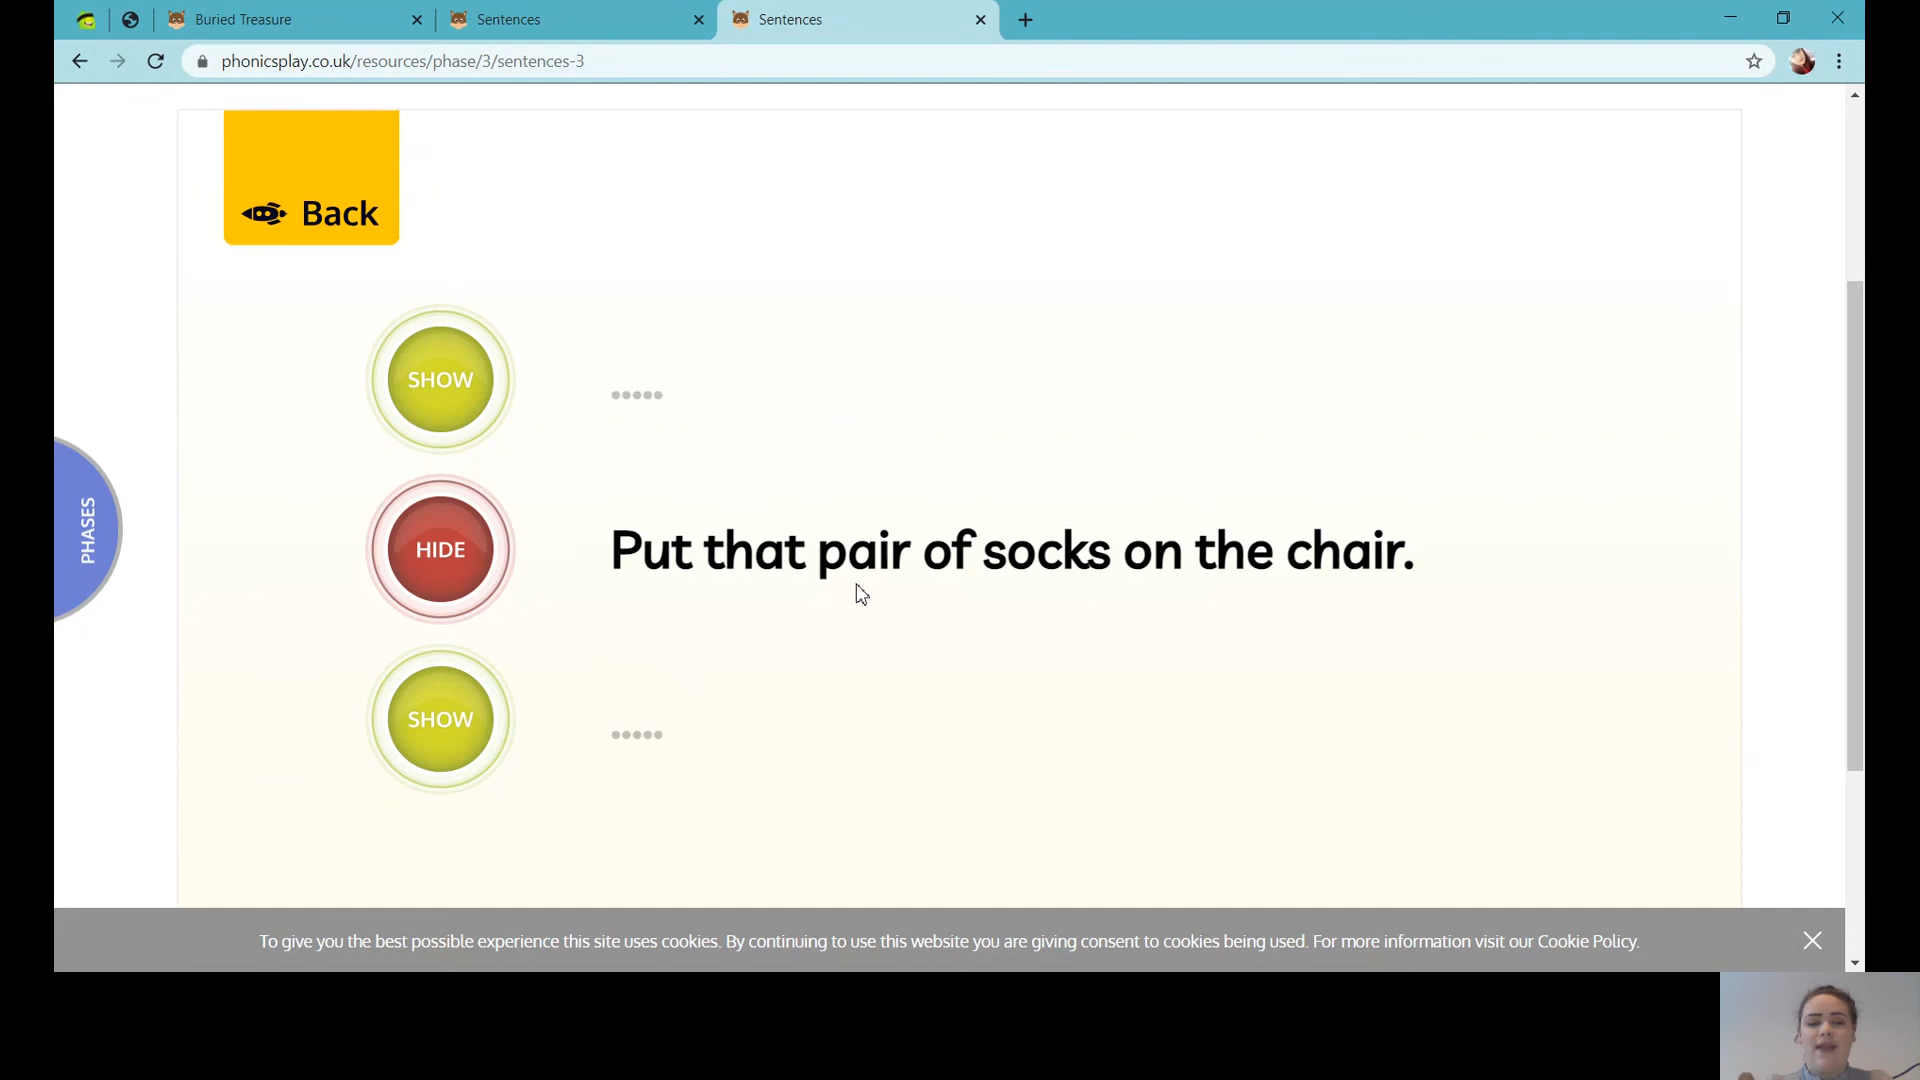 Buried Treasure
Sentences
Sentences
phonicsplay.co.uk/resources/phase/3/sentences-3
Back
SHOW
PHASES
HIDE
Put that pair of socks on the chair.
SHOW
To give you the best possible experience this site uses cookies. By continuing to use this website you are giving consent to cookies being used. For more information visit our Cookie Policy.